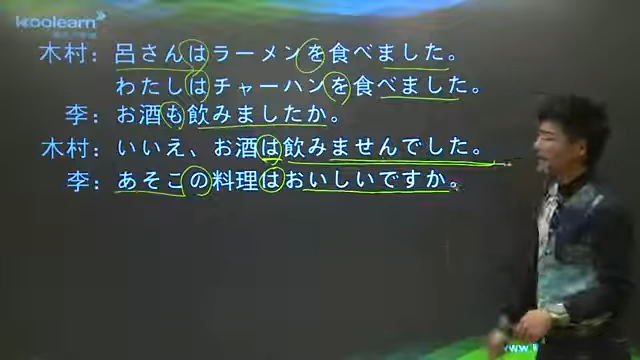 koolearn
木村：呂さんはラーメンを食べました。
わたしはチャーハンを食べました。
李：お酒も飲みましたか。
木村：いいえ、お酒は飲みませんでした。
李：あそこの料理はおいしいですか。
www